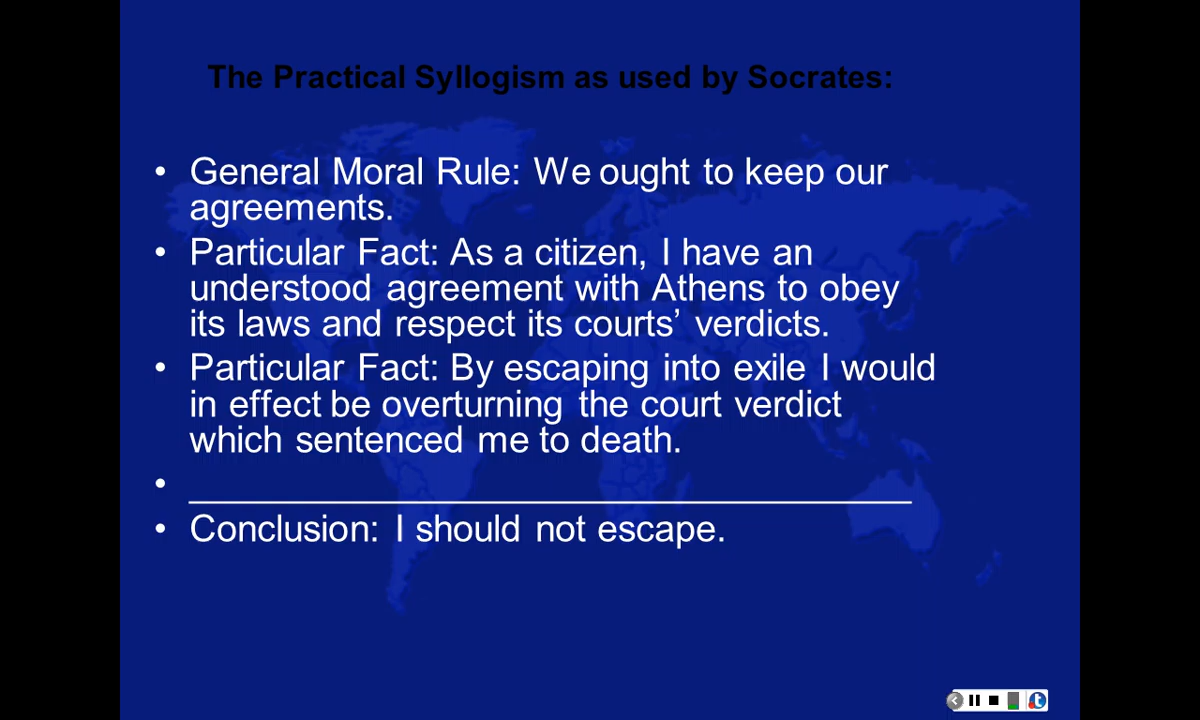 The Practical Syllogism as used by Socrates:
• General Moral Rule: We ought to keep our
agreements.
• Particular Fact: As a citizen, I have an
understood agreement with Athens to obey
its laws and respect its courts’ verdicts.
• Particular Fact: By escaping into exile I would
in effect be overturning the court verdict
which sentenced me to death.
• ____________________________________
• Conclusion: I should not escape.
t